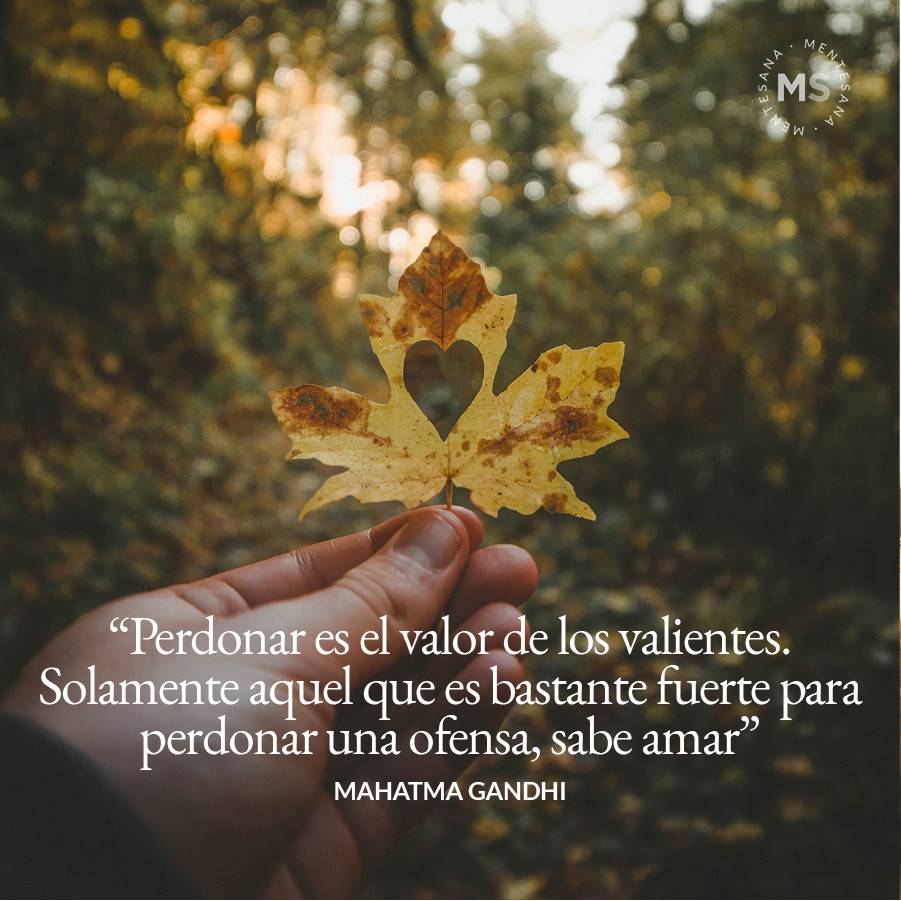 MENTESANA · MENTESANA · MENTESANA ·
MS
“Perdonar es el valor de los valientes.
Solamente aquel que es bastante fuerte para
perdonar una ofensa, sabe amar”
MAHATMA GANDHI